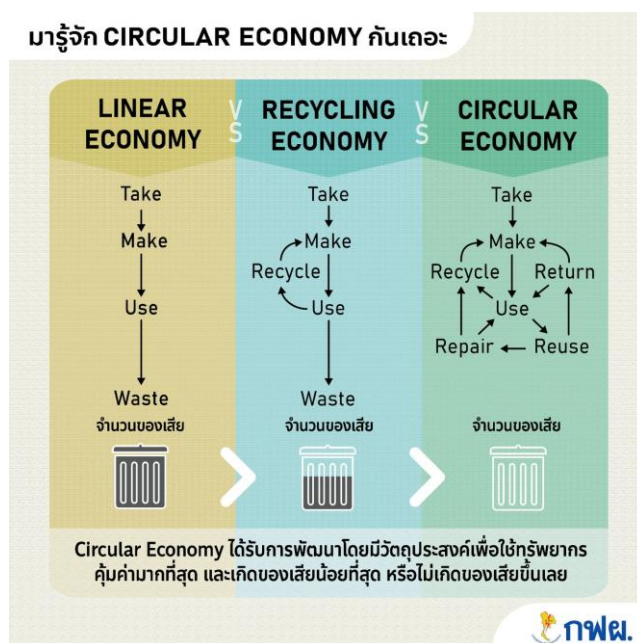 มารู้จัก CIRCULAR ECONOMY กันเถอะ
LINEAR
ECONOMY
VS
RECYCLING
ECONOMY
VS
CIRCULAR
ECONOMY
Take
Make
Use
Waste
จำนวนของเสีย
Take
Make
Recycle
Use
Waste
จำนวนของเสีย
Take
Make
Recycle
Return
Use
Repair
Reuse
จำนวนของเสีย
Circular Economy ได้รับการพัฒนาโดยมีวัตถุประสงค์เพื่อใช้ทรัพยากร
คุ้มค่ามากที่สุด และเกิดของเสียน้อยที่สุด หรือไม่เกิดของเสียขึ้นเลย
กฟผ.